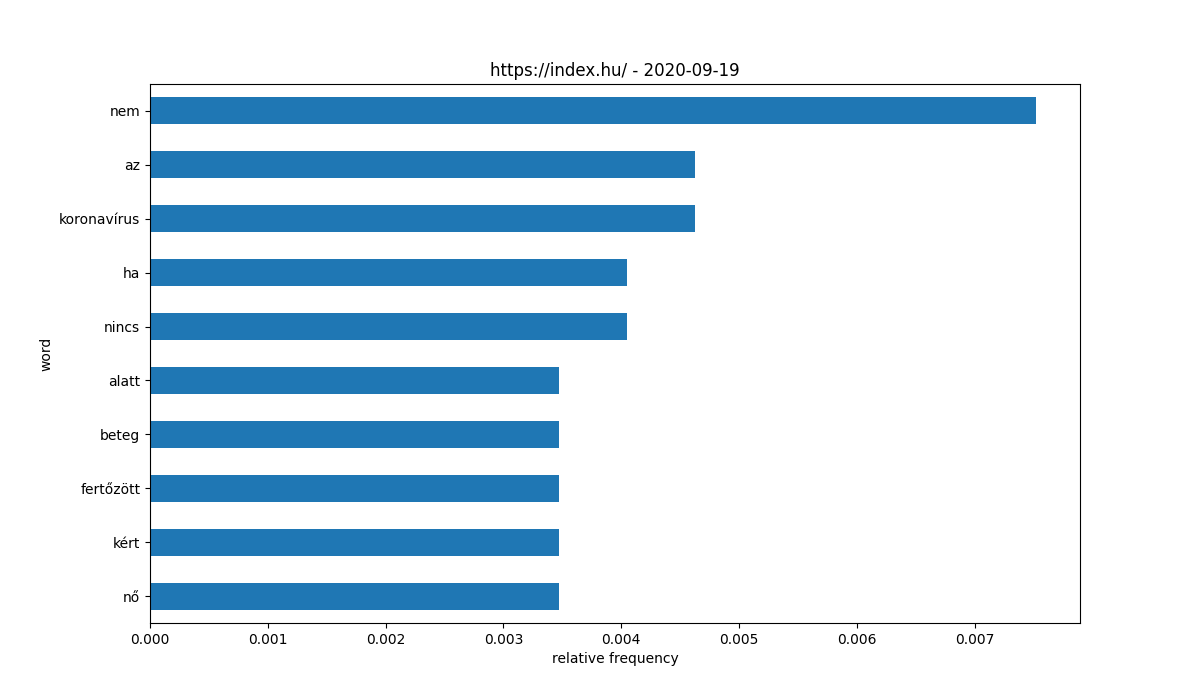 https://index.hu/ - 2020-09-19
nem
az
koronavírus
ha
nincs
alatt
beteg
fertőzött
kért
nő
word
0.000 0.001 0.002 0.003 0.004 0.005 0.006 0.007
relative frequency